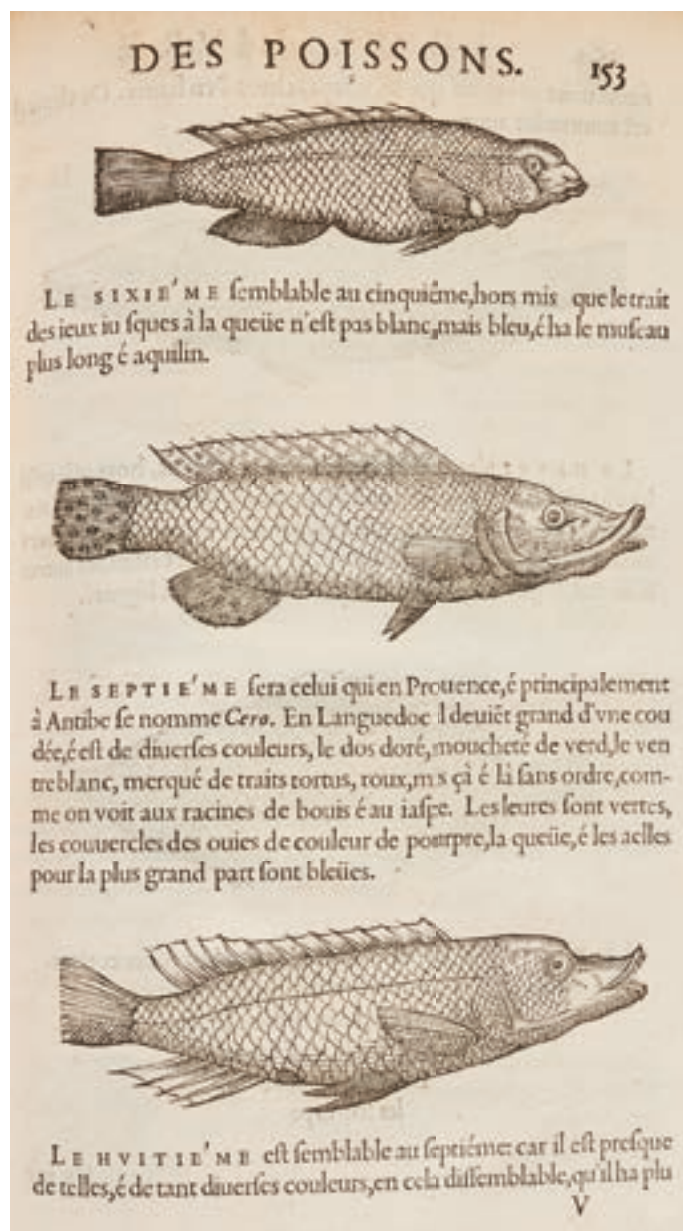 DES POISSONS. 153
LE SIXIE'ME ſemblable au cinquiéme, hors mis que le trait
des ieux iuſques à la queüe n'eſt pas blanc, mais bleu, é ha le muſeau
plus long é aquilin.
LE SEPTIE'ME ſera celui qui en Prouence, é principalement
à Antibe ſe nomme Cero. En Languedoc il deuiẽt grand d'vne cou
dée, é eſt de diuerſes couleurs, le dos doré, moucheté de verd, le ven
tre blanc, merqué de traits tortus, roux, mis çà é là ſans ordre, com-
me on voit aux racines de bouis é au iaſpe. Les leures ſont vertes,
les couuercles des ouies de couleur de pourpre, la queüe, é les aelles
pour la plus grand part ſont bleües.
LE HVITIE'ME eſt ſemblable au ſeptiéme: car il eſt preſque
de telles, é de tant diuerſes couleurs, en cela diſſemblable, qu'il ha plu
V